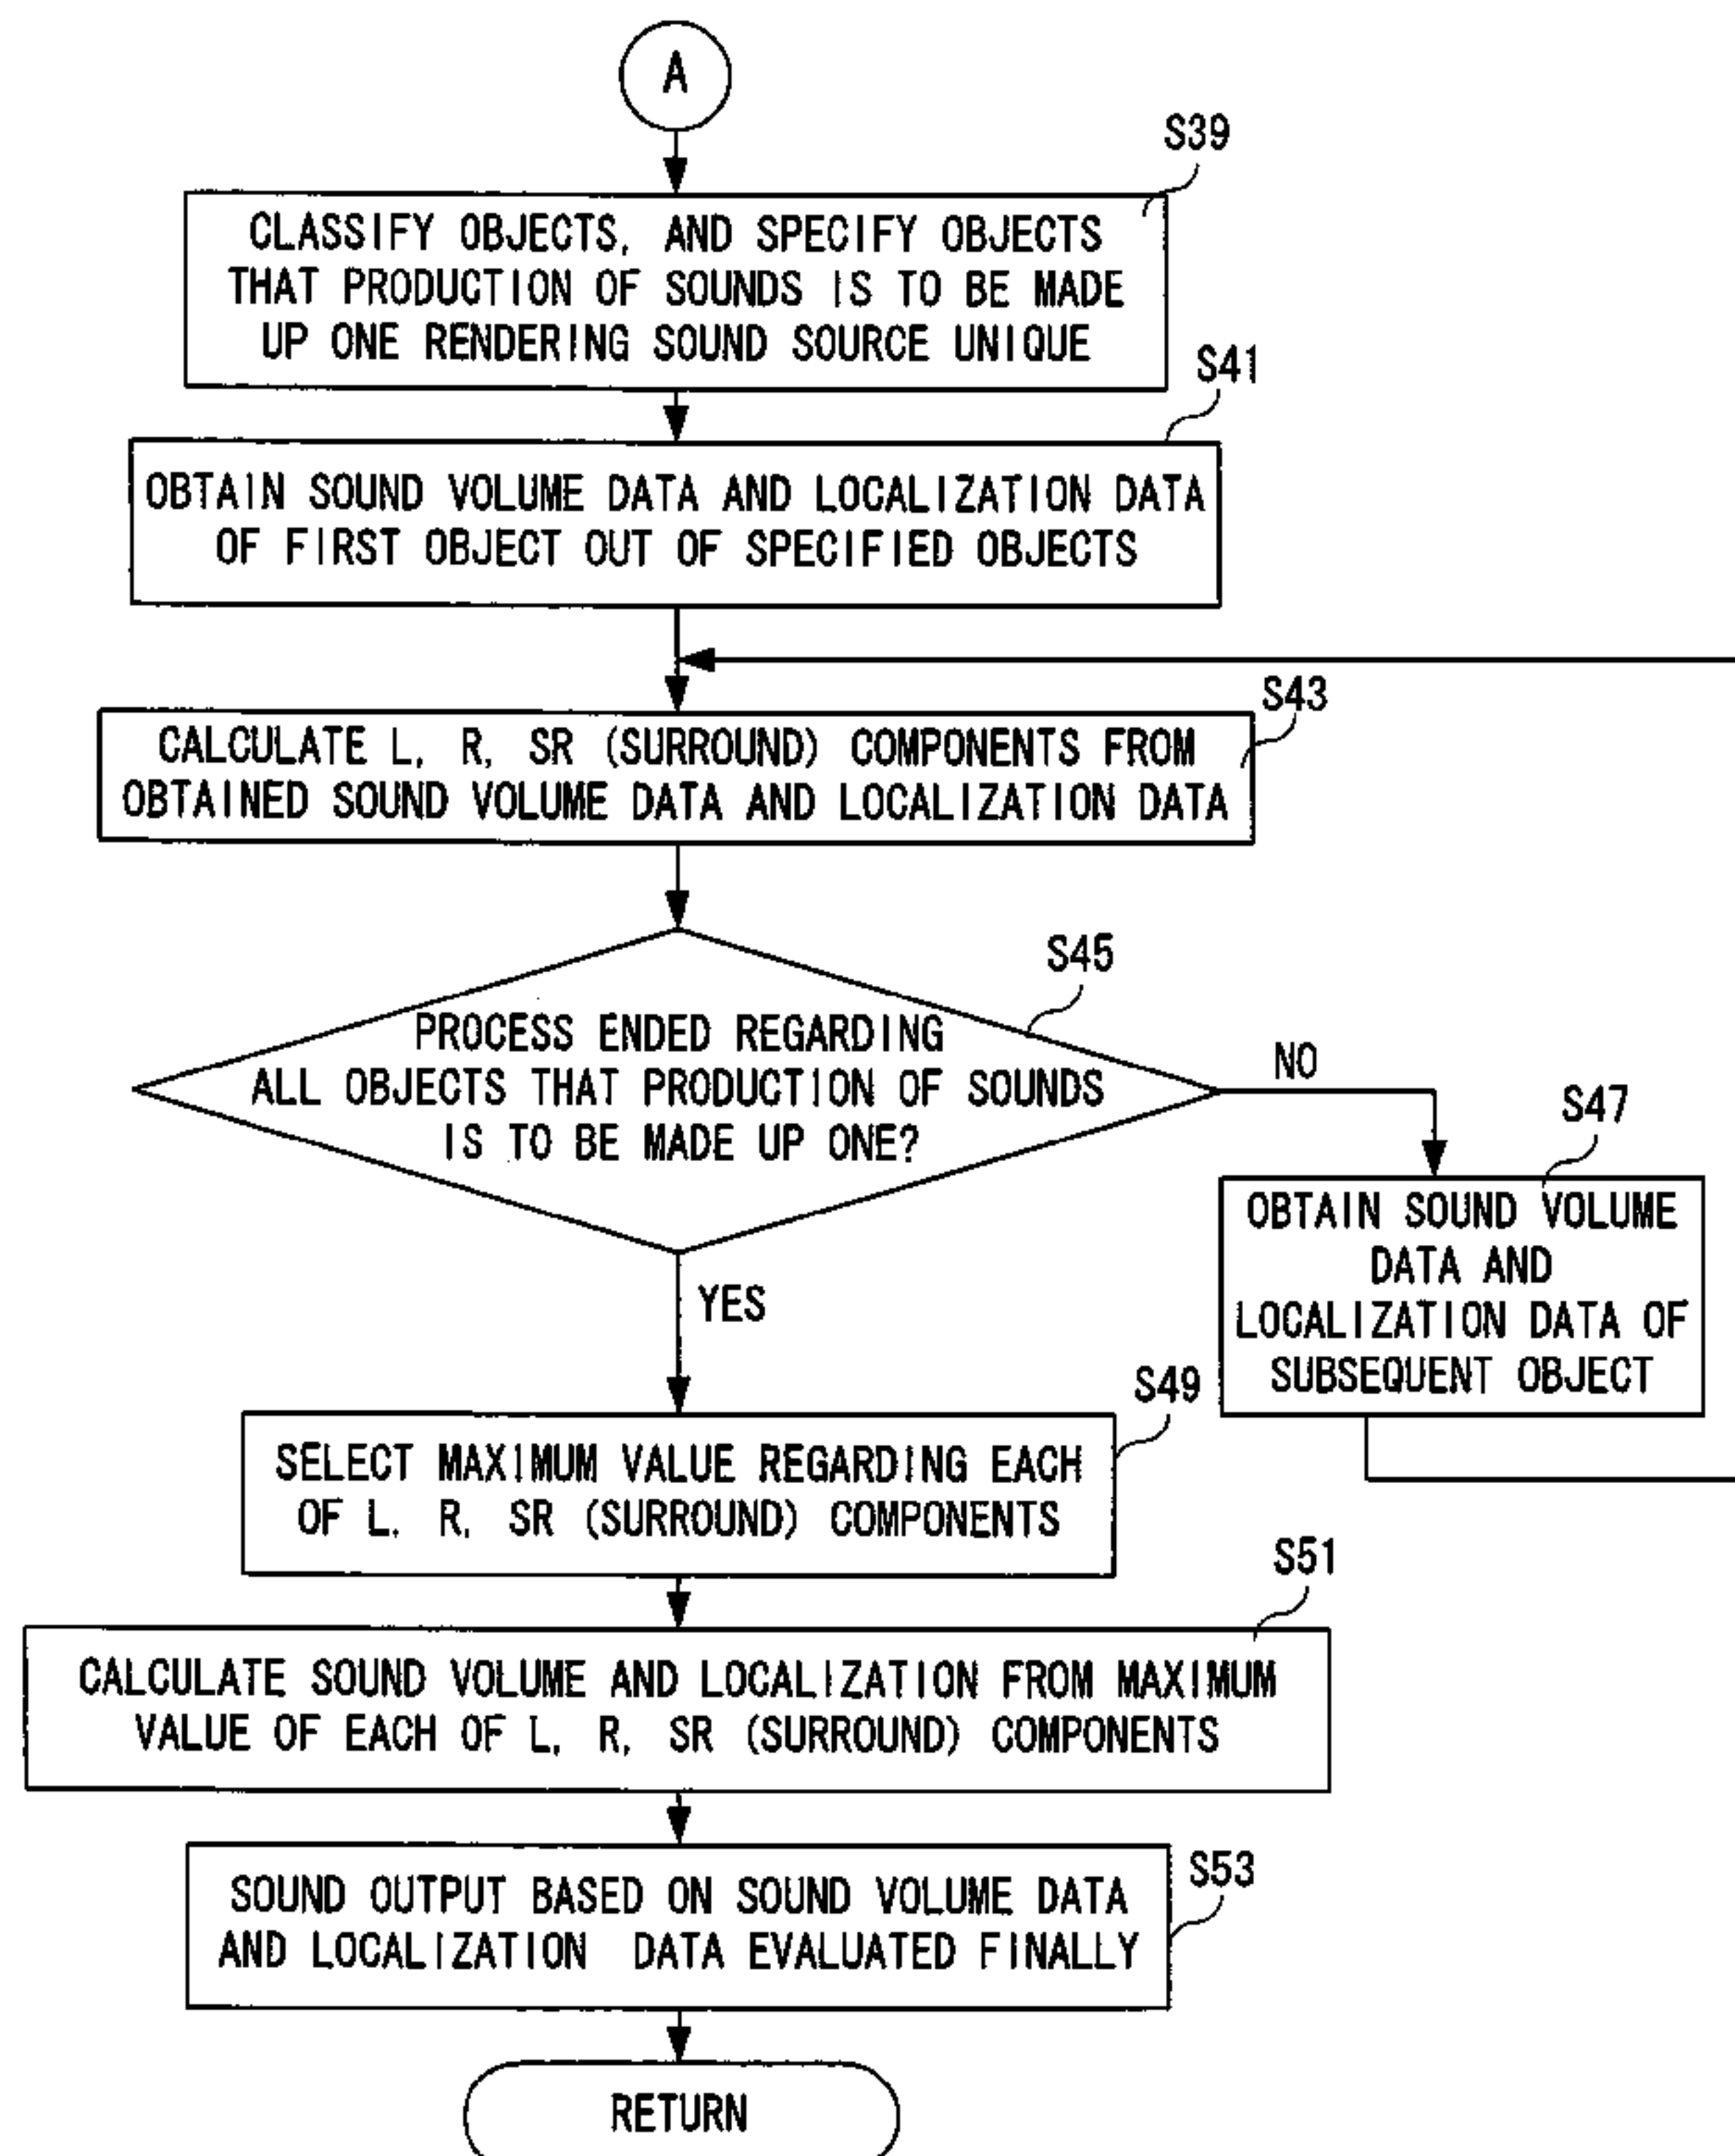 A
S39
CLASSIFY OBJECTS, AND SPECIFY OBJECTS
THAT PRODUCTION OF SOUNDS IS TO BE MADE
UP ONE RENDERING SOUND SOURCE UNIQUE
S41
OBTAIN SOUND VOLUME DATA AND LOCALIZATION DATA
OF FIRST OBJECT OUT OF SPECIFIED OBJECTS
S43
CALCULATE L, R, SR (SURROUND) COMPONENTS FROM
OBTAINED SOUND VOLUME DATA AND LOCALIZATION DATA
S45
PROCESS ENDED REGARDING
ALL OBJECTS THAT PRODUCTION OF SOUNDS
IS TO BE MADE UP ONE?
NO
S47
OBTAIN SOUND VOLUME
DATA AND
LOCALIZATION DATA OF
SUBSEQUENT OBJECT
YES
S49
SELECT MAXIMUM VALUE REGARDING EACH
OF L, R, SR (SURROUND) COMPONENTS
S51
CALCULATE SOUND VOLUME AND LOCALIZATION FROM MAXIMUM
VALUE OF EACH OF L, R, SR (SURROUND) COMPONENTS
S53
SOUND OUTPUT BASED ON SOUND VOLUME DATA
AND LOCALIZATION DATA EVALUATED FINALLY
RETURN